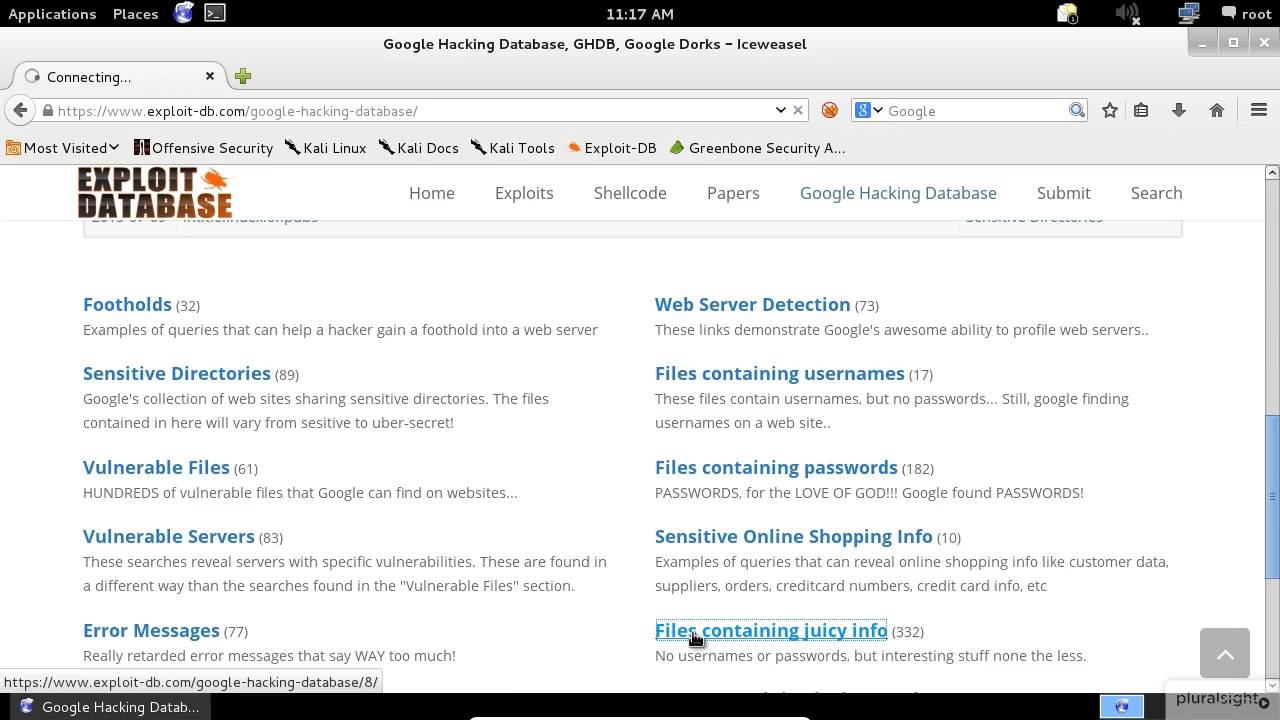 Applications Places 11:17 AM 1 root
Google Hacking Database, GHDB, Google Dorks – Iceweasel
Connecting...
https://www.exploit-db.com/google-hacking-database/ 8 Google
Most Visited Offensive Security Kali Linux Kali Docs Kali Tools Exploit-DB Greenbone Security A...
EXPLOIT DATABASE
Home Exploits Shellcode Papers Google Hacking Database Submit Search
Footholds (32)
Examples of queries that can help a hacker gain a foothold into a web server
Web Server Detection (73)
These links demonstrate Google's awesome ability to profile web servers..
Sensitive Directories (89)
Google's collection of web sites sharing sensitive directories. The files
contained in here will vary from sesitive to uber-secret!
Files containing usernames (17)
These files contain usernames, but no passwords... Still, google finding
usernames on a web site..
Vulnerable Files (61)
HUNDREDS of vulnerable files that Google can find on websites...
Files containing passwords (182)
PASSWORDS, for the LOVE OF GOD!!! Google found PASSWORDS!
Vulnerable Servers (83)
These searches reveal servers with specific vulnerabilities. These are found in
a different way than the searches found in the "Vulnerable Files" section.
Sensitive Online Shopping Info (10)
Examples of queries that can reveal online shopping info like customer data,
suppliers, orders, creditcard numbers, credit card info, etc
Error Messages (77)
Really retarded error messages that say WAY too much!
Files containing juicy info (332)
No usernames or passwords, but interesting stuff none the less.
https://www.exploit-db.com/google-hacking-database/8/
Google Hacking Datab...
pluralsight